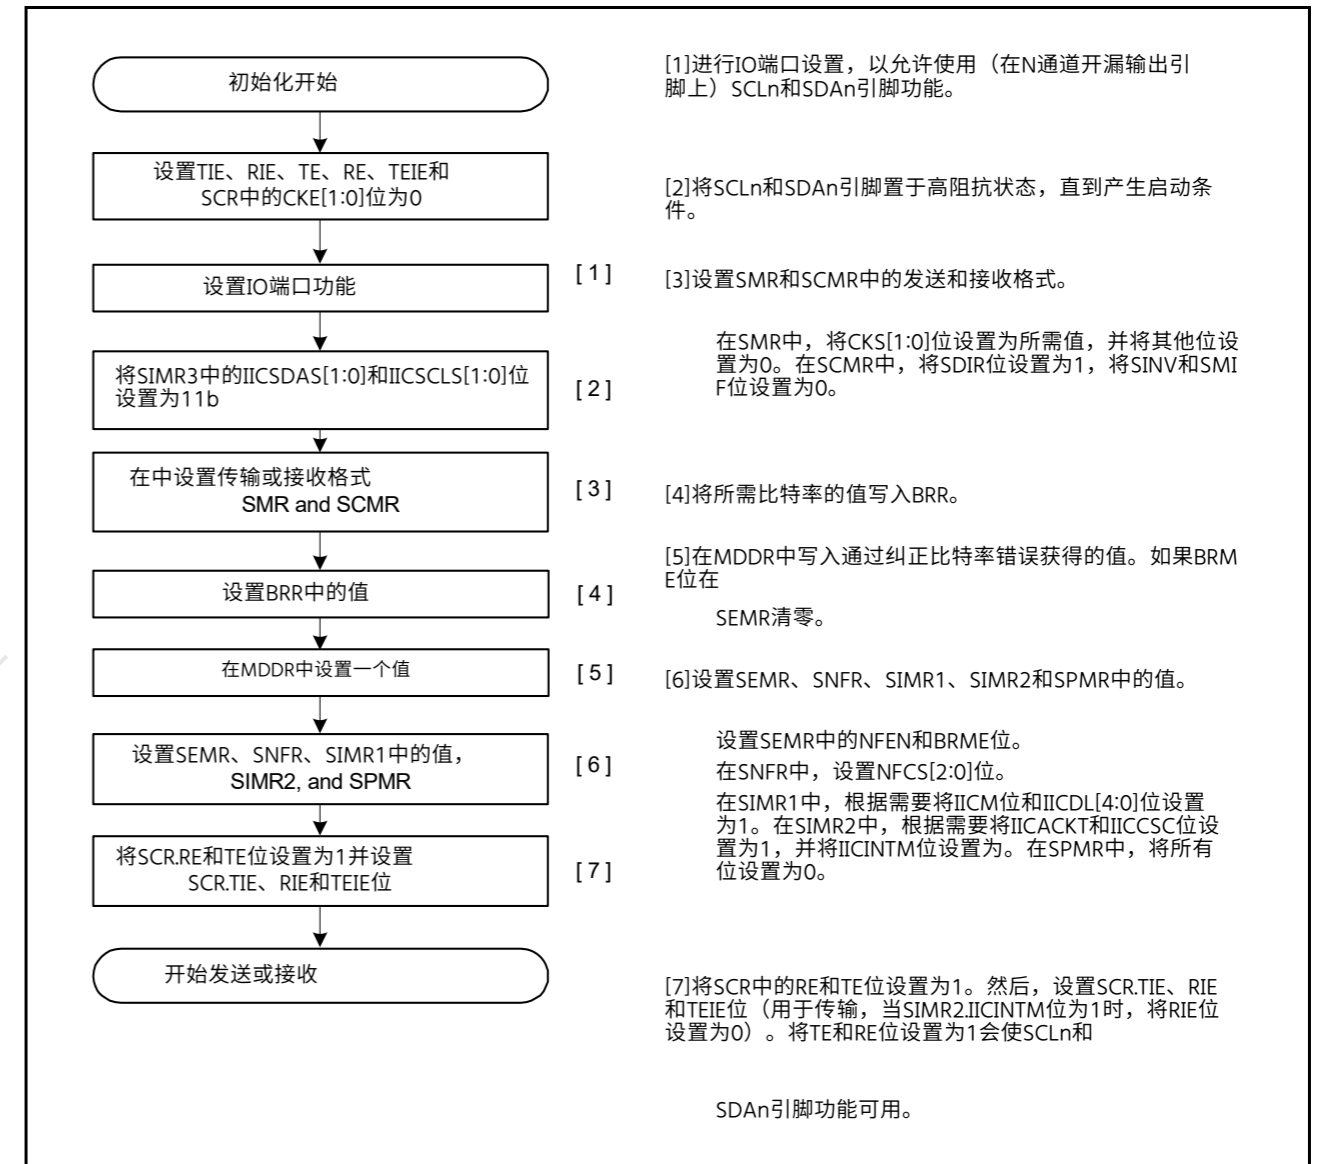 初始化开始
设置TIE、RIE、TE、RE、TEIE和
SCR中的CKE[1:0]位为0
设置IO端口功能
[1]
将SIMR3中的IICSDAS[1:0]和IICSCLS[1:0]位
设置为11b
[2]
在中设置传输或接收格式
SMR and SCMR
[3]
设置BRR中的值
[4]
在MDDR中设置一个值
[5]
设置SEMR、SNFR、SIMR1中的值,
SIMR2, and SPMR
[6]
将SCR.RE和TE位设置为1并设置
SCR.TIE、RIE和TEIE位
[7]
开始发送或接收
[1]进行IO端口设置，以允许使用（在N通道开漏输出引
脚上）SCLn和SDAn引脚功能。
[2]将SCLn和SDAn引脚置于高阻抗状态，直到产生启动条
件。
[3]设置SMR和SCMR中的发送和接收格式。
在SMR中，将CKS[1:0]位设置为所需值，并将其他位设
置为0。在SCMR中，将SDIR位设置为1，将SINV和SMI
F位设置为0。
[4]将所需比特率的值写入BRR。
[5]在MDDR中写入通过纠正比特率错误获得的值。如果BRM
E位在
SEMR清零。
[6]设置SEMR、SNFR、SIMR1、SIMR2和SPMR中的值。
设置SEMR中的NFEN和BRME位。
在SNFR中，设置NFCS[2:0]位。
在SIMR1中，根据需要将IICM位和IICDL[4:0]位设置
为1。在SIMR2中，根据需要将IICACKT和IICCSC位设
置为1，并将IICINTM位设置为。在SPMR中，将所有
位设置为0。
[7]将SCR中的RE和TE位设置为1。然后，设置SCR.TIE、RIE
和TEIE位（用于传输，当SIMR2.IICINTM位为1时，将RIE位
设置为0）。将TE和RE位设置为1会使SCLn和
SDAn引脚功能可用。